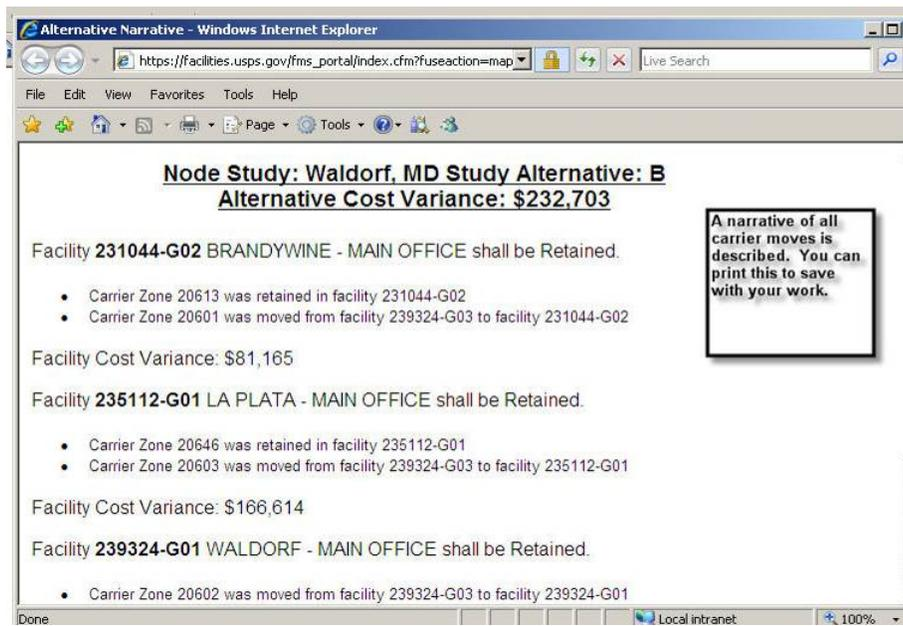 Alternative Narrative - Windows Internet Explorer
https://facilities.usps.gov/fms_portal/index.cfm?fuseaction=map
Live Search
File Edit View Favorites Tools Help
Page Tools
Node Study: Waldorf, MD Study Alternative: B
Alternative Cost Variance: $232,703
A narrative of all
carrier moves is
described. You can
print this to save
with your work.
Facility 231044-G02 BRANDYWINE - MAIN OFFICE shall be Retained.
• Carrier Zone 20613 was retained in facility 231044-G02
• Carrier Zone 20601 was moved from facility 239324-G03 to facility 231044-G02
Facility Cost Variance: $81,165
Facility 235112-G01 LA PLATA - MAIN OFFICE shall be Retained.
• Carrier Zone 20646 was retained in facility 235112-G01
• Carrier Zone 20603 was moved from facility 239324-G03 to facility 235112-G01
Facility Cost Variance: $166,614
Facility 239324-G01 WALDORF - MAIN OFFICE shall be Retained.
• Carrier Zone 20602 was moved from facility 239324-G03 to facility 239324-G01
Done Local intranet 100%